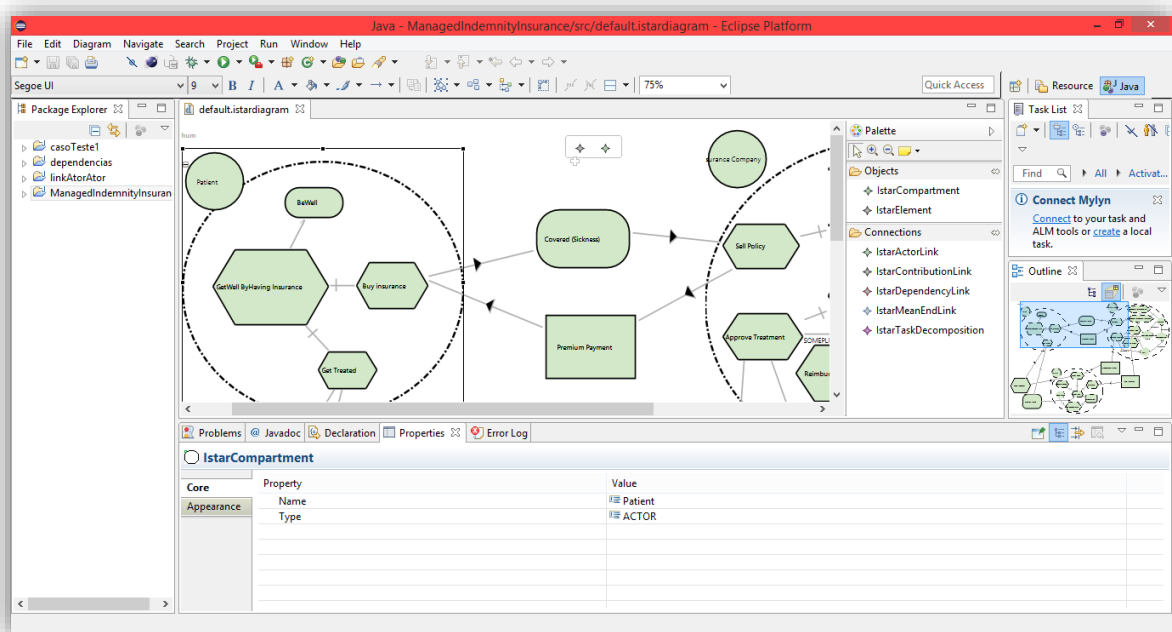 Java - ManagedIndemnityInsurance/src/default.istardiagram - Eclipse Platform
File Edit Diagram Navigate Search Project Run Window Help
Segoe UI 9 B I A 75% Quick Access Resource Java
Package Explorer
casoTeste1
dependencias
linkAtorAtor
ManagedIndemnityInsuran
default.istardiagram
hum
Patient
BeWell
GetWell ByHaving Insurance
Buy insurance
Get Treated
Covered (Sickness)
Premium Payment
surance Company
Sell Policy
Approve Treatment
SOMEPLU
Reimbu
Palette
Objects
IstarCompartment
IstarElement
Connections
IstarActorLink
IstarContributionLink
IstarDependencyLink
IstarMeanEndLink
IstarTaskDecomposition
Task List
Find All Activat...
Connect Mylyn
Connect to your task and
ALM tools or create a local
task.
Outline
Problems @ Javadoc Declaration Properties Error Log
IstarCompartment
Core
Appearance
Property Value
Name Patient
Type ACTOR